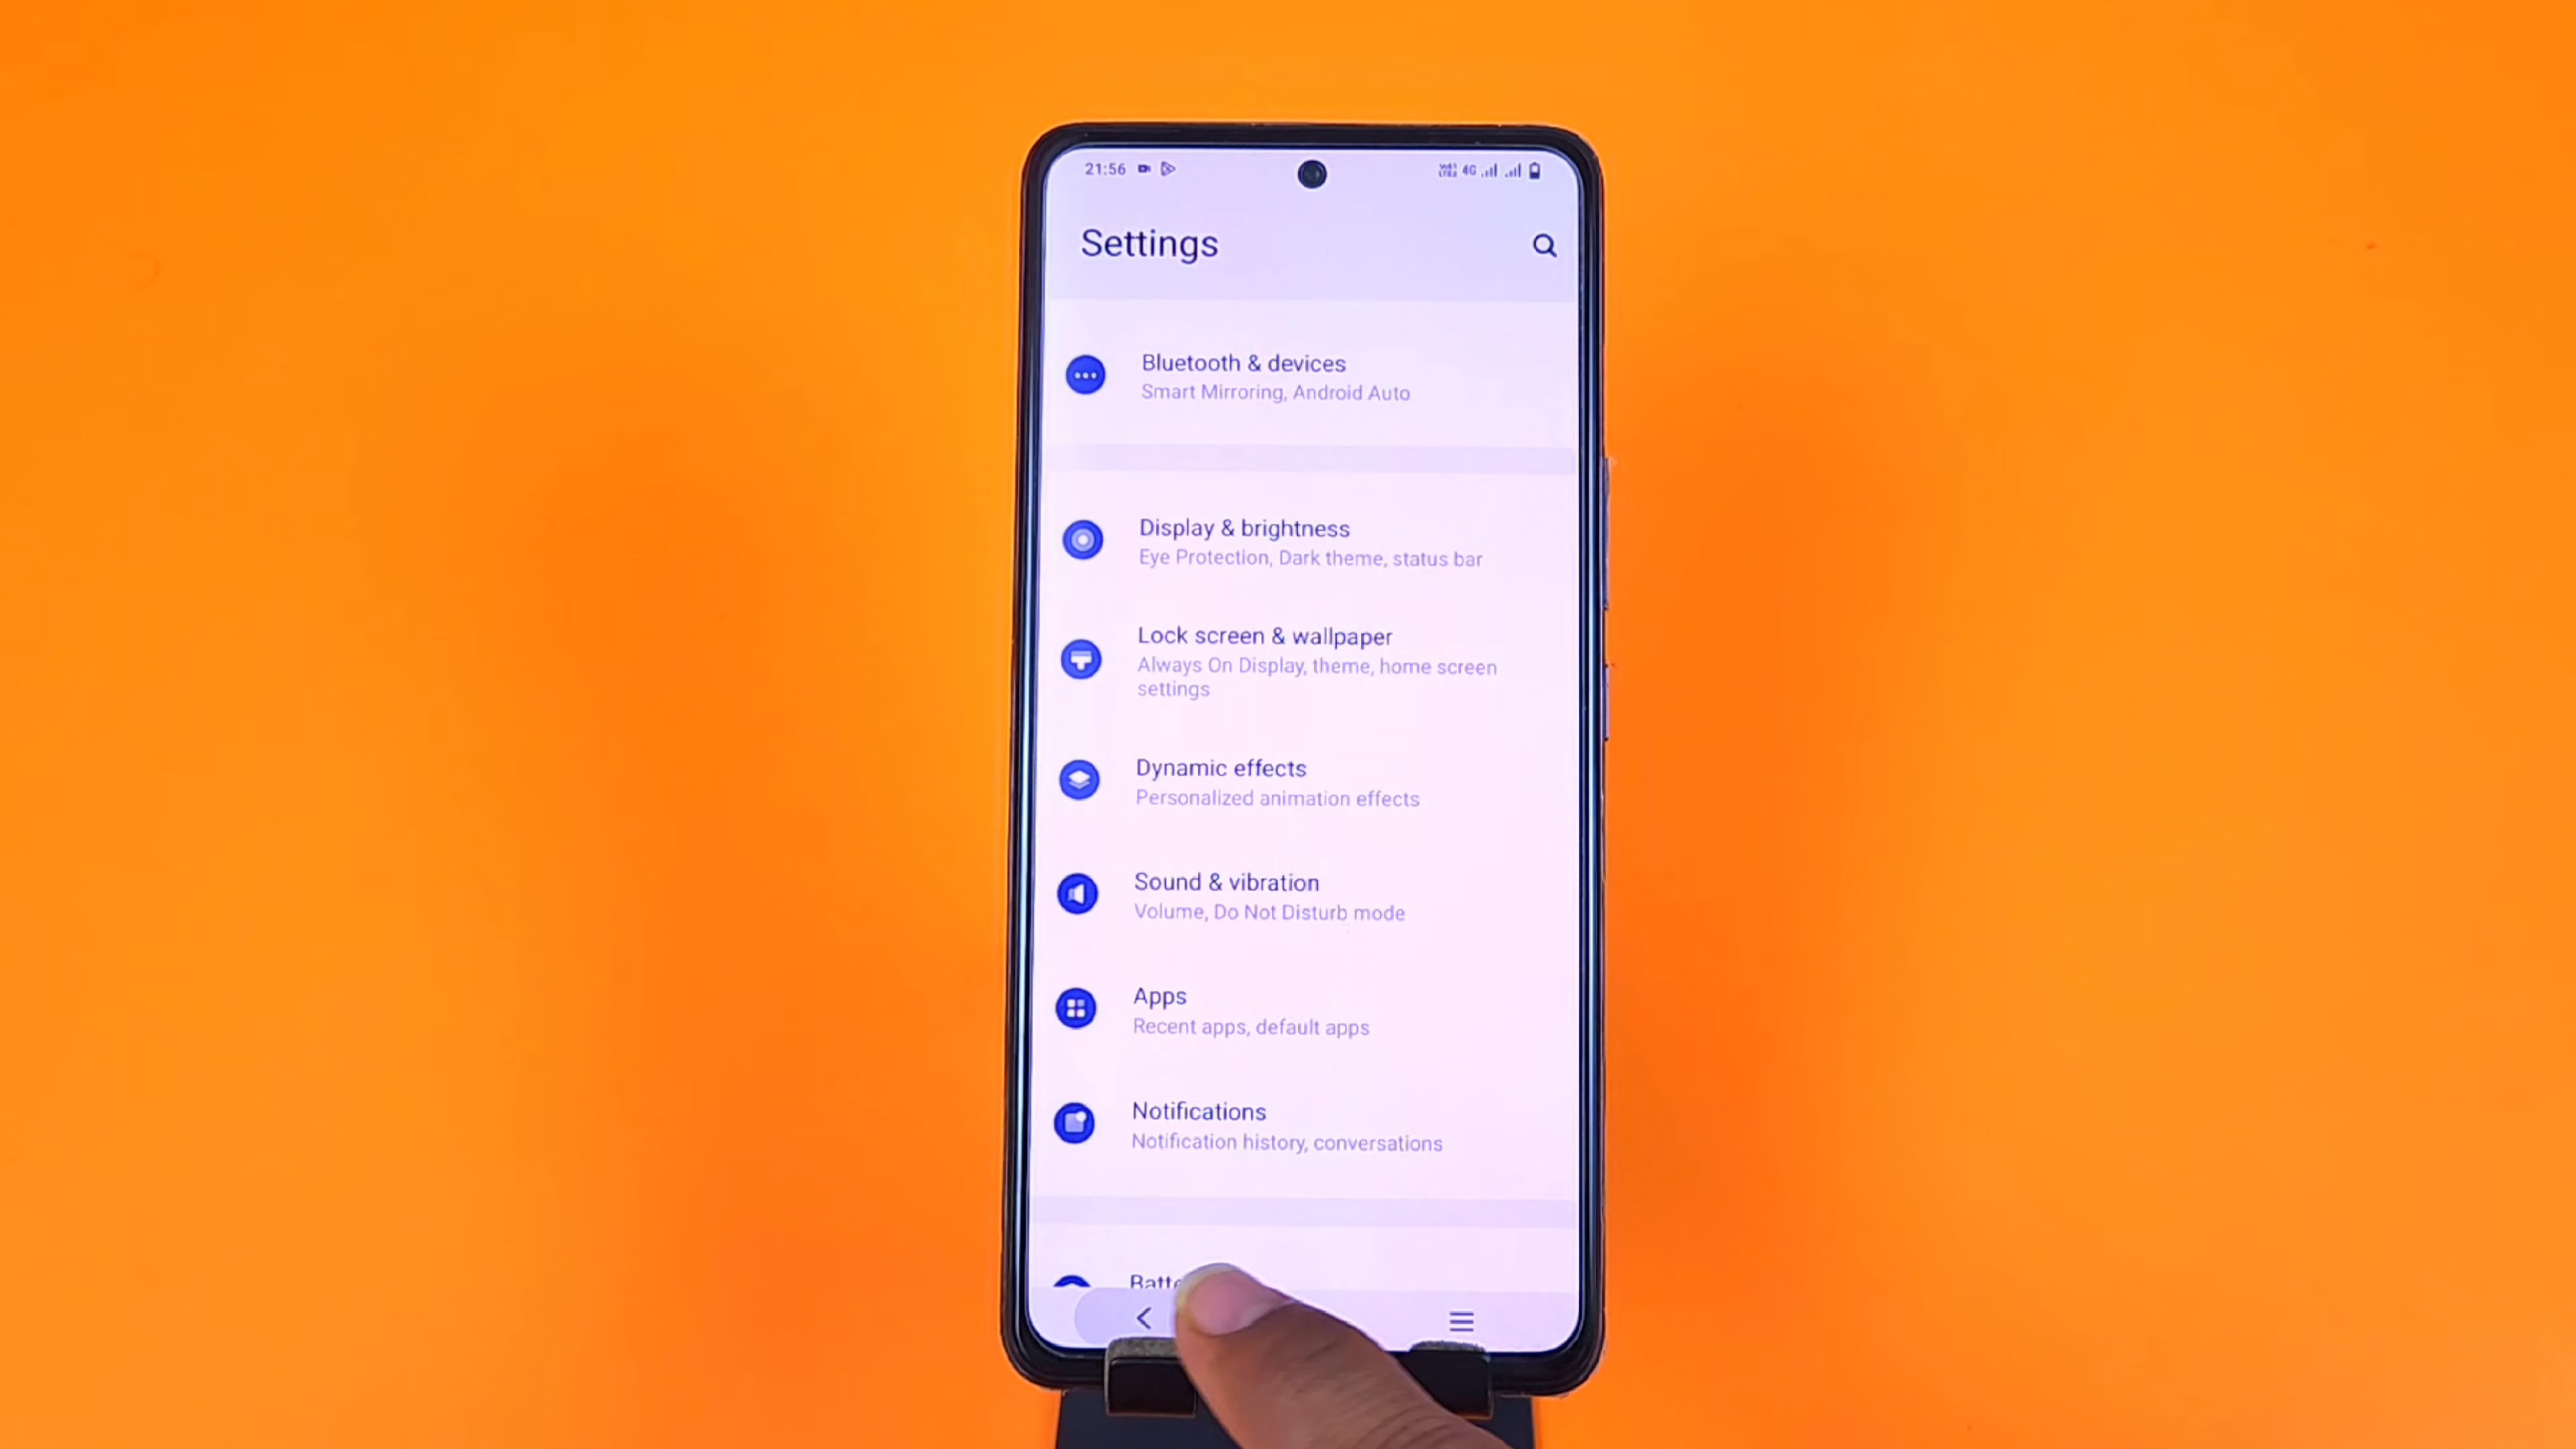 21:56
4G
Settings
Bluetooth & devices
Smart Mirroring, Android Auto
Display & brightness
Eye Protection, Dark theme, status bar
Lock screen & wallpaper
Always On Display, theme, home screen
settings
Dynamic effects
Personalized animation effects
Sound & vibration
Volume, Do Not Disturb mode
Apps
Recent apps, default apps
Notifications
Notification history, conversations
Batte